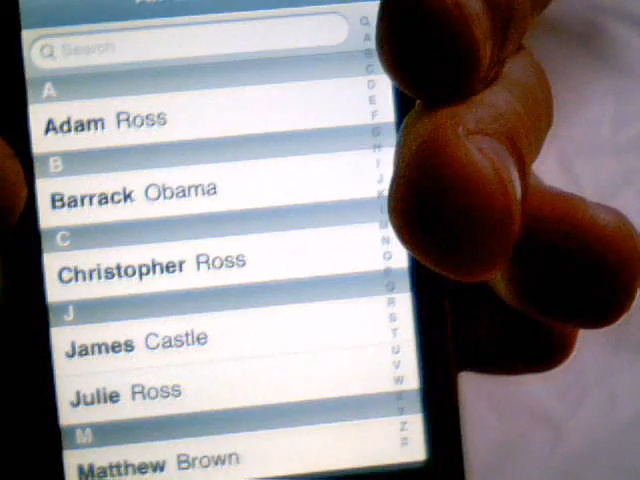 Search
A
Adam Ross
B
Barrack Obama
C
Christopher Ross
J
James Castle
Julie Ross
M
Matthew Brown
A
B
C
D
E
F
G
H
I
J
K
L
M
N
O
P
Q
R
S
T
U
V
W
X
Y
Z
#